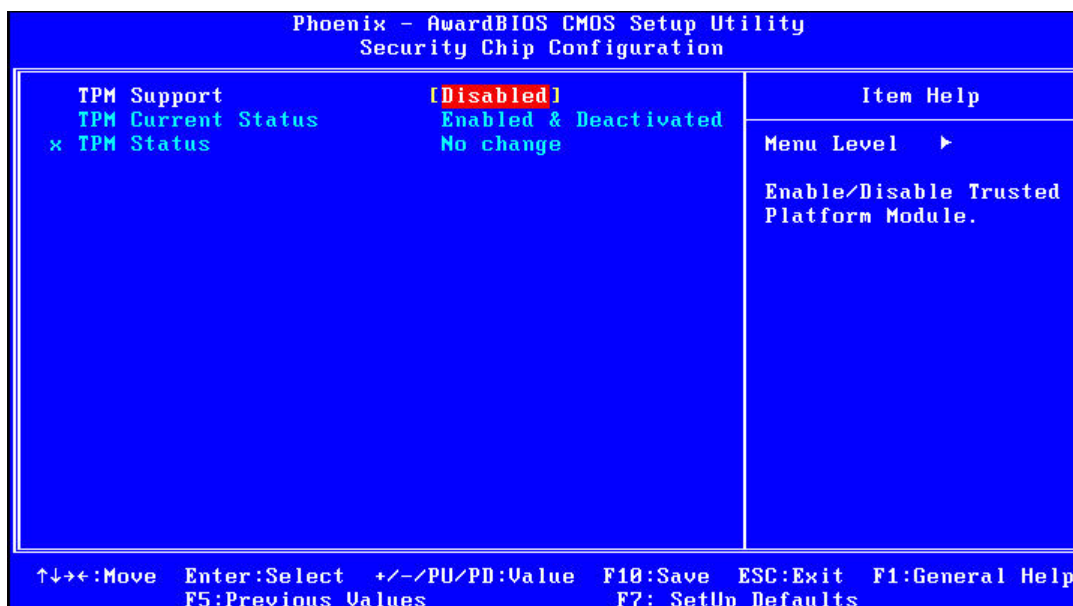 Phoenix - AwardBIOS CMOS Setup Utility
Security Chip Configuration
TPM Support [Disabled]
TPM Current Status Enabled & Deactivated
x TPM Status No change
Item Help
Menu Level ►
Enable/Disable Trusted
Platform Module.
↑↓→←:Move Enter:Select +/-/PU/PD:Value F10:Save ESC:Exit F1:General Help
F5:Previous Values F7: SetUp Defaults